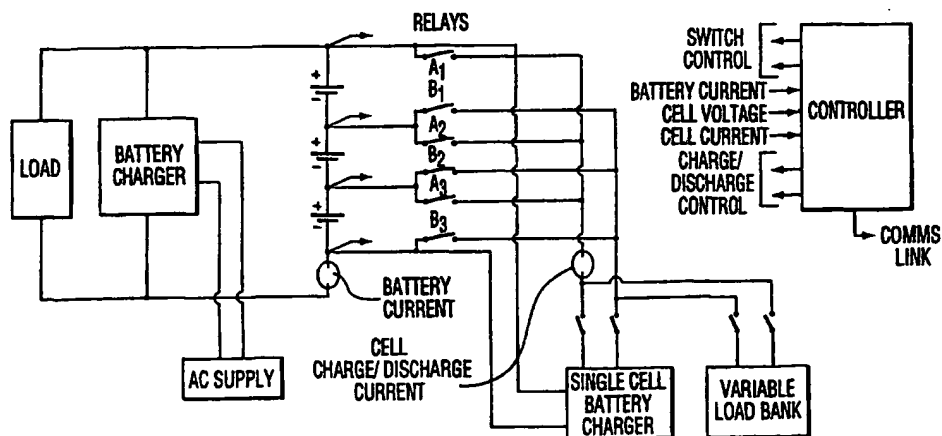 RELAYS
A1
B1
A2
B2
A3
B3
+
-
+
-
+
-
LOAD
BATTERY
CHARGER
AC SUPPLY
BATTERY
CURRENT
CELL
CHARGE/DISCHARGE
CURRENT
SINGLE CELL
BATTERY
CHARGER
VARIABLE
LOAD BANK
SWITCH
CONTROL
BATTERY CURRENT
CELL VOLTAGE
CELL CURRENT
CHARGE/
DISCHARGE
CONTROL
CONTROLLER
COMMS
LINK